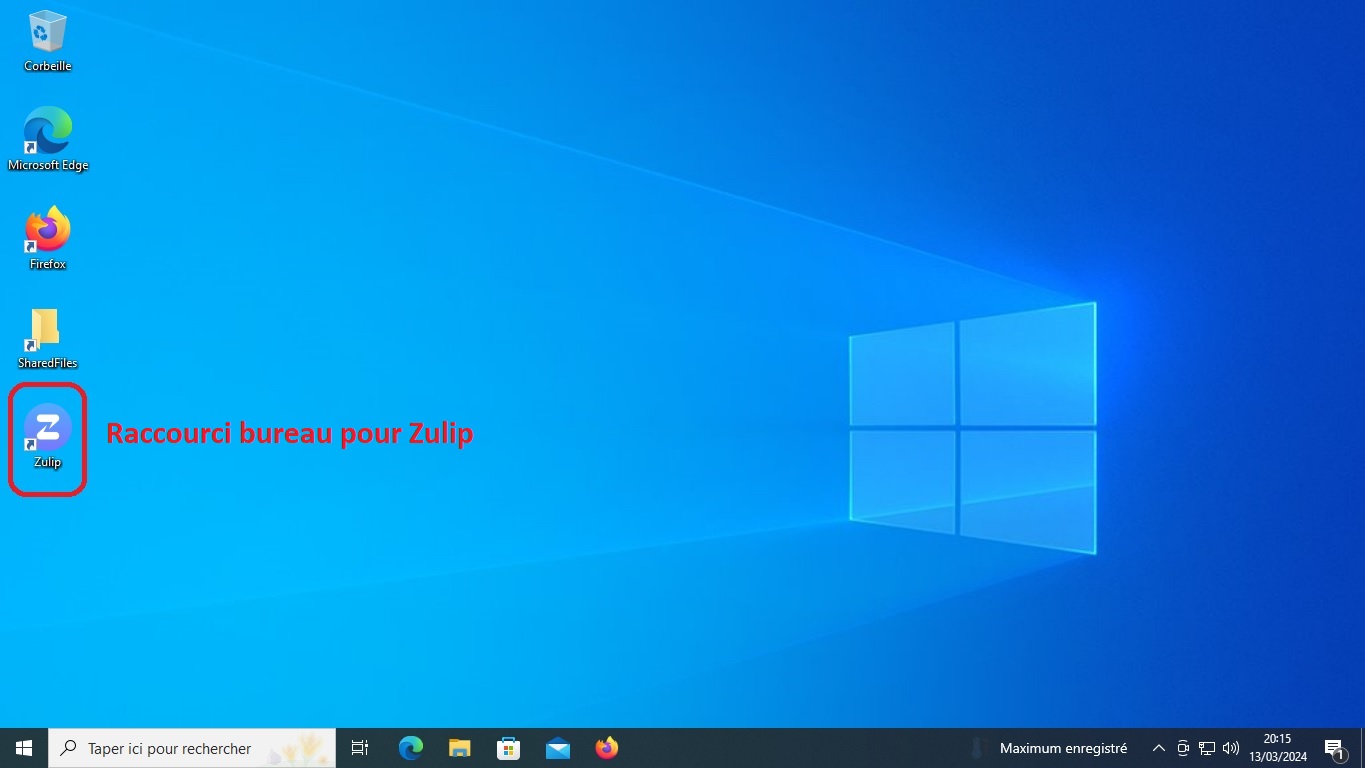 Corbeille
Microsoft Edge
Firefox
SharedFiles
Zulip
Raccourci bureau pour Zulip
Taper ici pour rechercher
Maximum enregistré
20:15
13/03/2024
1